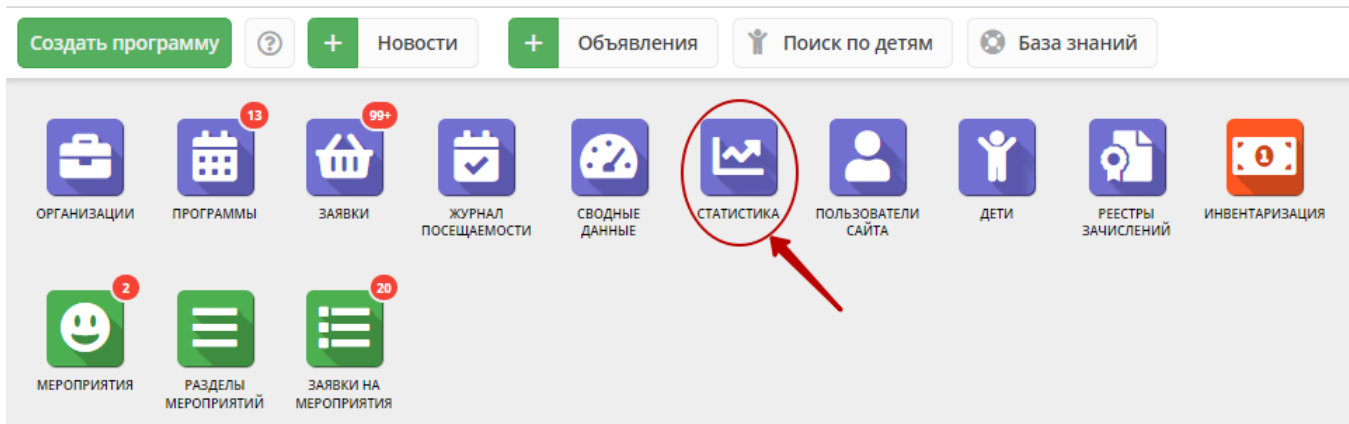 Создать программу ? + Новости + Объявления Поиск по детям База знаний
13 99+
ОРГАНИЗАЦИИ ПРОГРАММЫ ЗАЯВКИ ЖУРНАЛ СВОДНЫЕ СТАТИСТИКА ПОЛЬЗОВАТЕЛИ ДЕТИ РЕЕСТРЫ ИНВЕНТАРИЗАЦИЯ
ПОСЕЩАЕМОСТИ ДАННЫЕ САЙТА ЗАЧИСЛЕНИЙ
2 20
МЕРОПРИЯТИЯ РАЗДЕЛЫ ЗАЯВКИ НА
МЕРОПРИЯТИЙ МЕРОПРИЯТИЯ